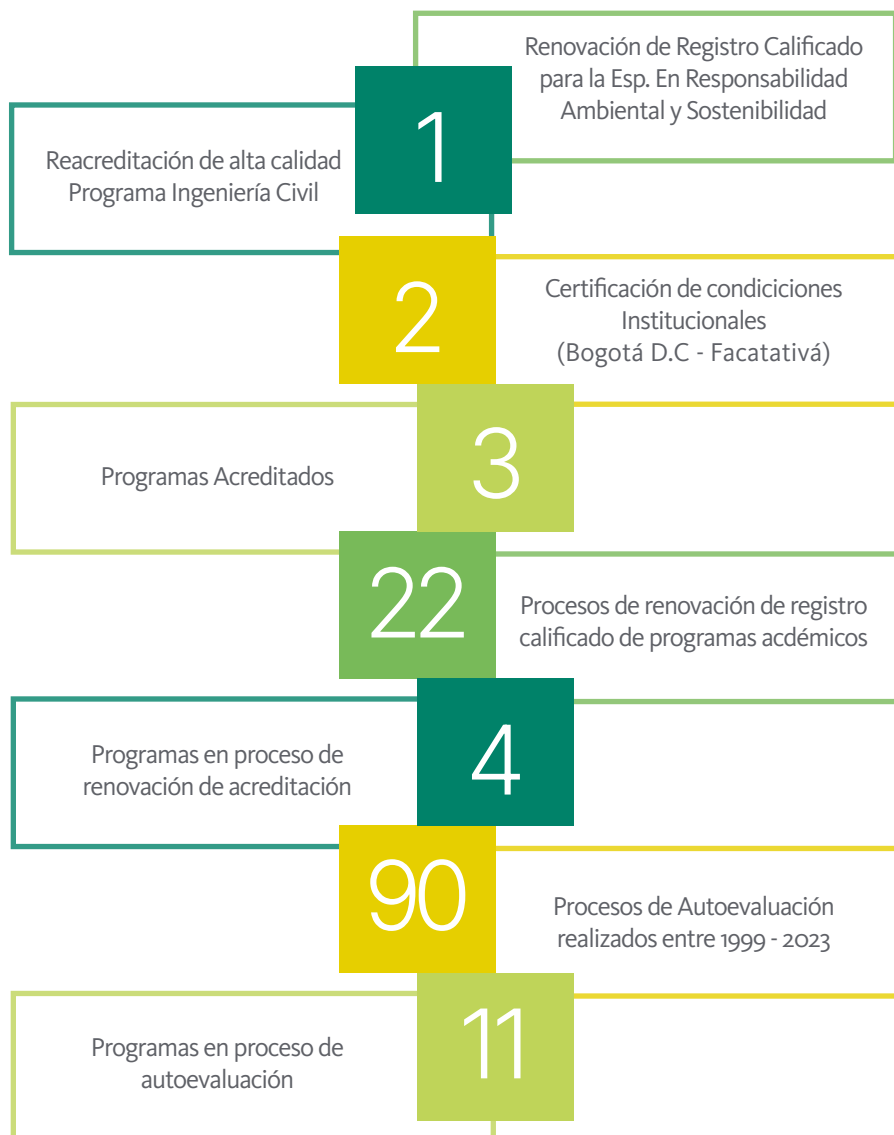 Renovación de Registro Calificado
para la Esp. En Responsabilidad
Ambiental y Sostenibilidad
1
Reacreditación de alta calidad
Programa Ingeniería Civil
2
Certificación de condiciciones
Institucionales
(Bogotá D.C - Facatativá)
3
Programas Acreditados
22
Procesos de renovación de registro
calificado de programas acdémicos
4
Programas en proceso de
renovación de acreditación
90
Procesos de Autoevaluación
realizados entre 1999 - 2023
11
Programas en proceso de
autoevaluación